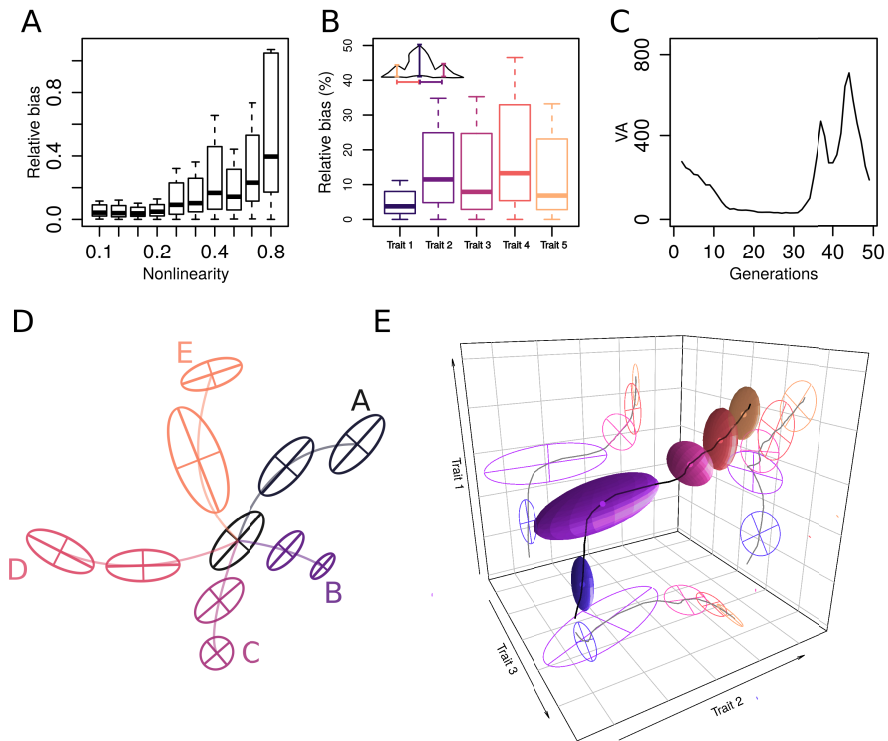 A
Relative bias
0.0
0.4
0.8
0.1
0.2
0.4
0.8
Nonlinearity
B
Relative bias (%)
0
10
20
30
40
50
Trait 1
Trait 2
Trait 3
Trait 4
Trait 5
C
VA
0
400
800
0
10
20
30
40
50
Generations
D
E
A
D
B
C
E
Trait 1
Trait 3
Trait 2